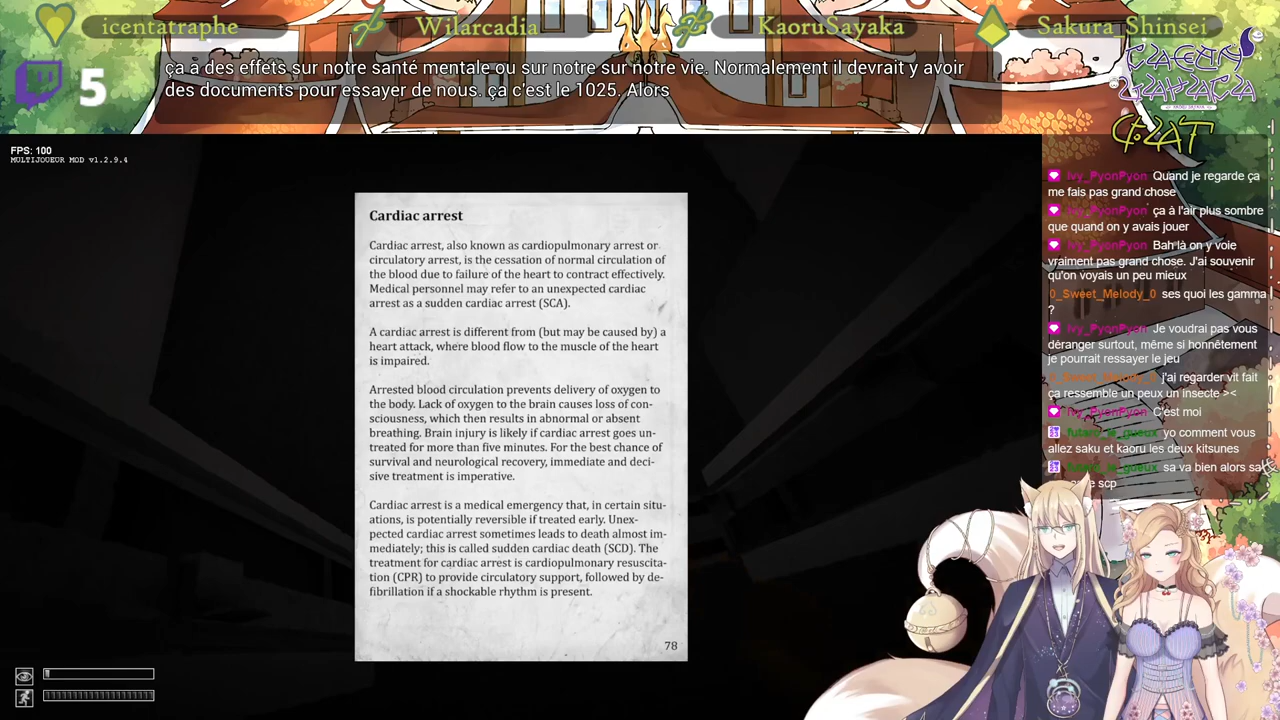 icentatraphe
Wilarcadia
KaoruSayaka
Sakura_Shinsei
5
ça à des effets sur notre santé mentale ou sur notre sur notre vie. Normalement il devrait y avoir
des documents pour essayer de nous. ça c'est le 1025. Alors
FPS: 100
MULTIJOUEUR MOD v1.2.9.4
Cardiac arrest
Cardiac arrest, also known as cardiopulmonary arrest or
circulatory arrest, is the cessation of normal circulation of
the blood due to failure of the heart to contract effectively.
Medical personnel may refer to an unexpected cardiac
arrest as a sudden cardiac arrest (SCA).
A cardiac arrest is different from (but may be caused by) a
heart attack, where blood flow to the muscle of the heart
is impaired.
Arrested blood circulation prevents delivery of oxygen to
the body. Lack of oxygen to the brain causes loss of con-
sciousness, which then results in abnormal or absent
breathing. Brain injury is likely if cardiac arrest goes un-
treated for more than five minutes. For the best chance of
survival and neurological recovery, immediate and deci-
sive treatment is imperative.
Cardiac arrest is a medical emergency that, in certain situ-
ations, is potentially reversible if treated early. Unex-
pected cardiac arrest sometimes leads to death almost im-
mediately; this is called sudden cardiac death (SCD). The
treatment for cardiac arrest is cardiopulmonary resuscita-
tion (CPR) to provide circulatory support, followed by de-
fibrillation if a shockable rhythm is present.
78
Ivy_PyonPyon Quand je regarde ça
me fais pas grand chose
Ivy_PyonPyon ça à l'air plus sombre
que quand on y avais jouer
Ivy_PyonPyon Bah là on y voie
vraiment pas grand chose. J'ai souvenir
qu'on voyais un peu mieux
0_Sweet_Melody_0 ses quoi les gamma
?
Ivy_PyonPyon Je voudrai pas vous
déranger surtout, même si honnêtement
je pourrait ressayer le jeu
0_Sweet_Melody_0 j'ai regarder vit fait
ça ressemble un peux un insecte ><
Ivy_PyonPyon C'est moi
yo comment vous
allez saku et kaoru les deux kitsunes
sa va bien alors sa
scp